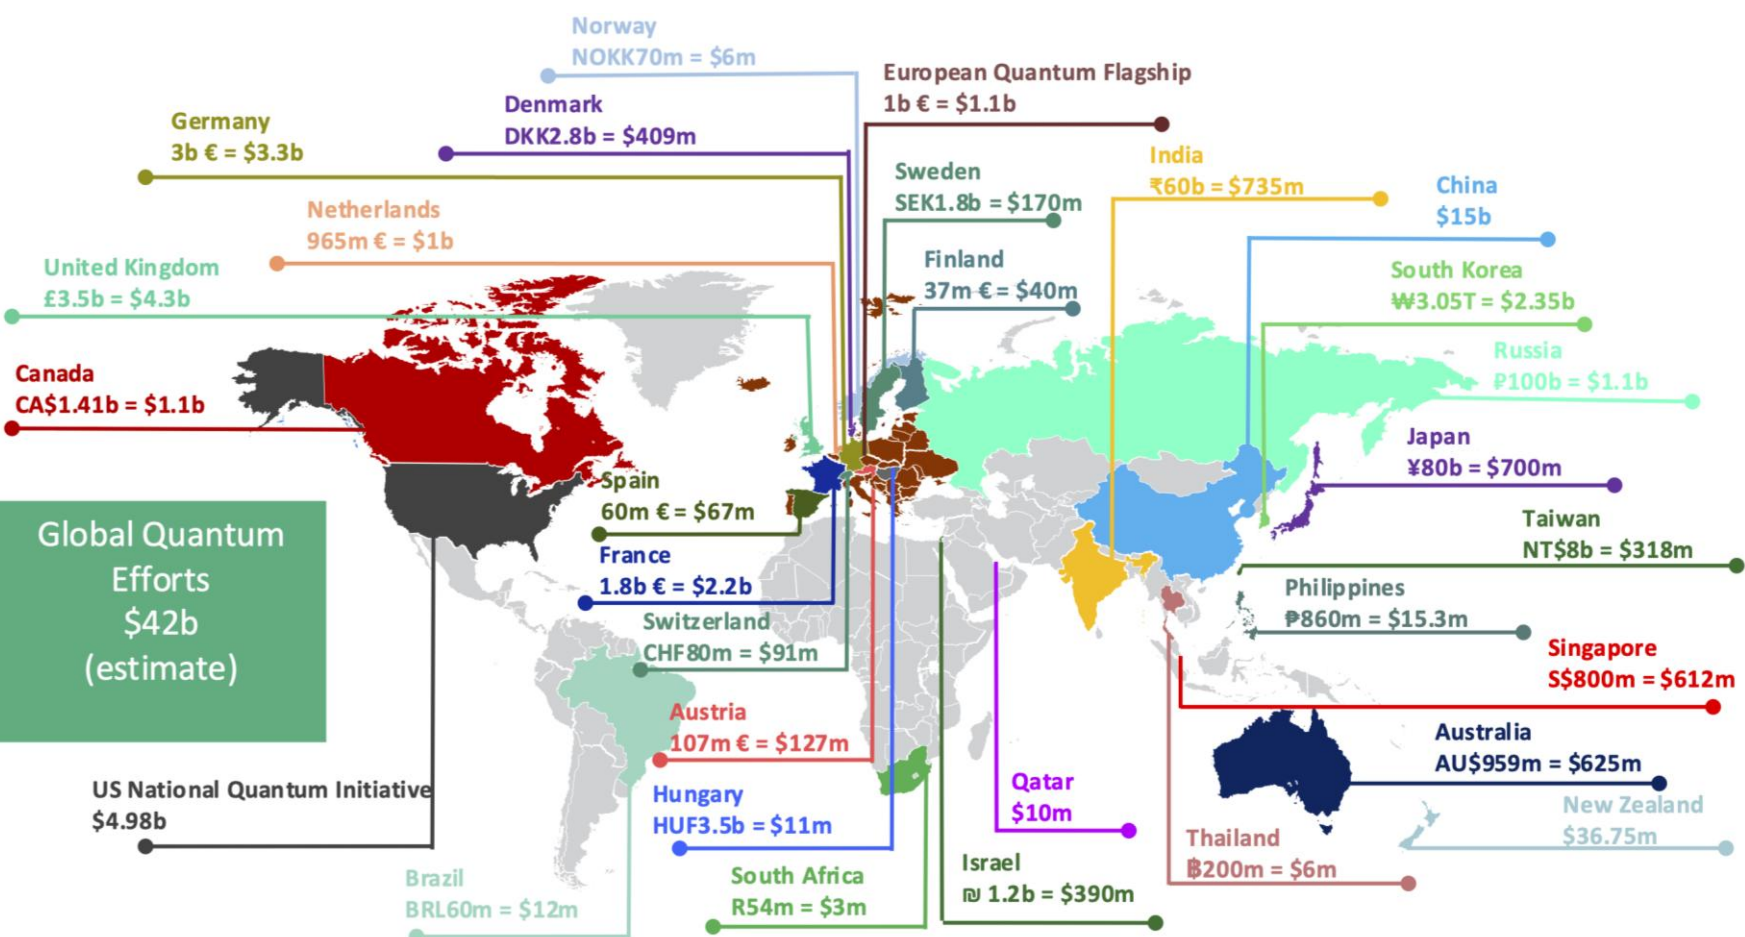 Norway
NOKK70m = $6m
European Quantum Flagship
1b € = $1.1b
Denmark
DKK2.8b = $409m
Germany
3b € = $3.3b
India
₹60b = $735m
Sweden
SEK1.8b = $170m
China
$15b
Netherlands
965m € = $1b
Finland
37m € = $40m
United Kingdom
£3.5b = $4.3b
South Korea
₩3.05T = $2.35b
Russia
₽100b = $1.1b
Canada
CA$1.41b = $1.1b
Japan
¥80b = $700m
Spain
60m € = $67m
Taiwan
NT$8b = $318m
Global Quantum
Efforts
$42b
(estimate)
France
1.8b € = $2.2b
Philippines
₱860m = $15.3m
Switzerland
CHF80m = $91m
Singapore
S$800m = $612m
Austria
107m € = $127m
Australia
AU$959m = $625m
US National Quantum Initiative
$4.98b
Hungary
HUF3.5b = $11m
Qatar
$10m
New Zealand
$36.75m
Thailand
฿200m = $6m
Israel
₪ 1.2b = $390m
South Africa
R54m = $3m
Brazil
BRL60m = $12m